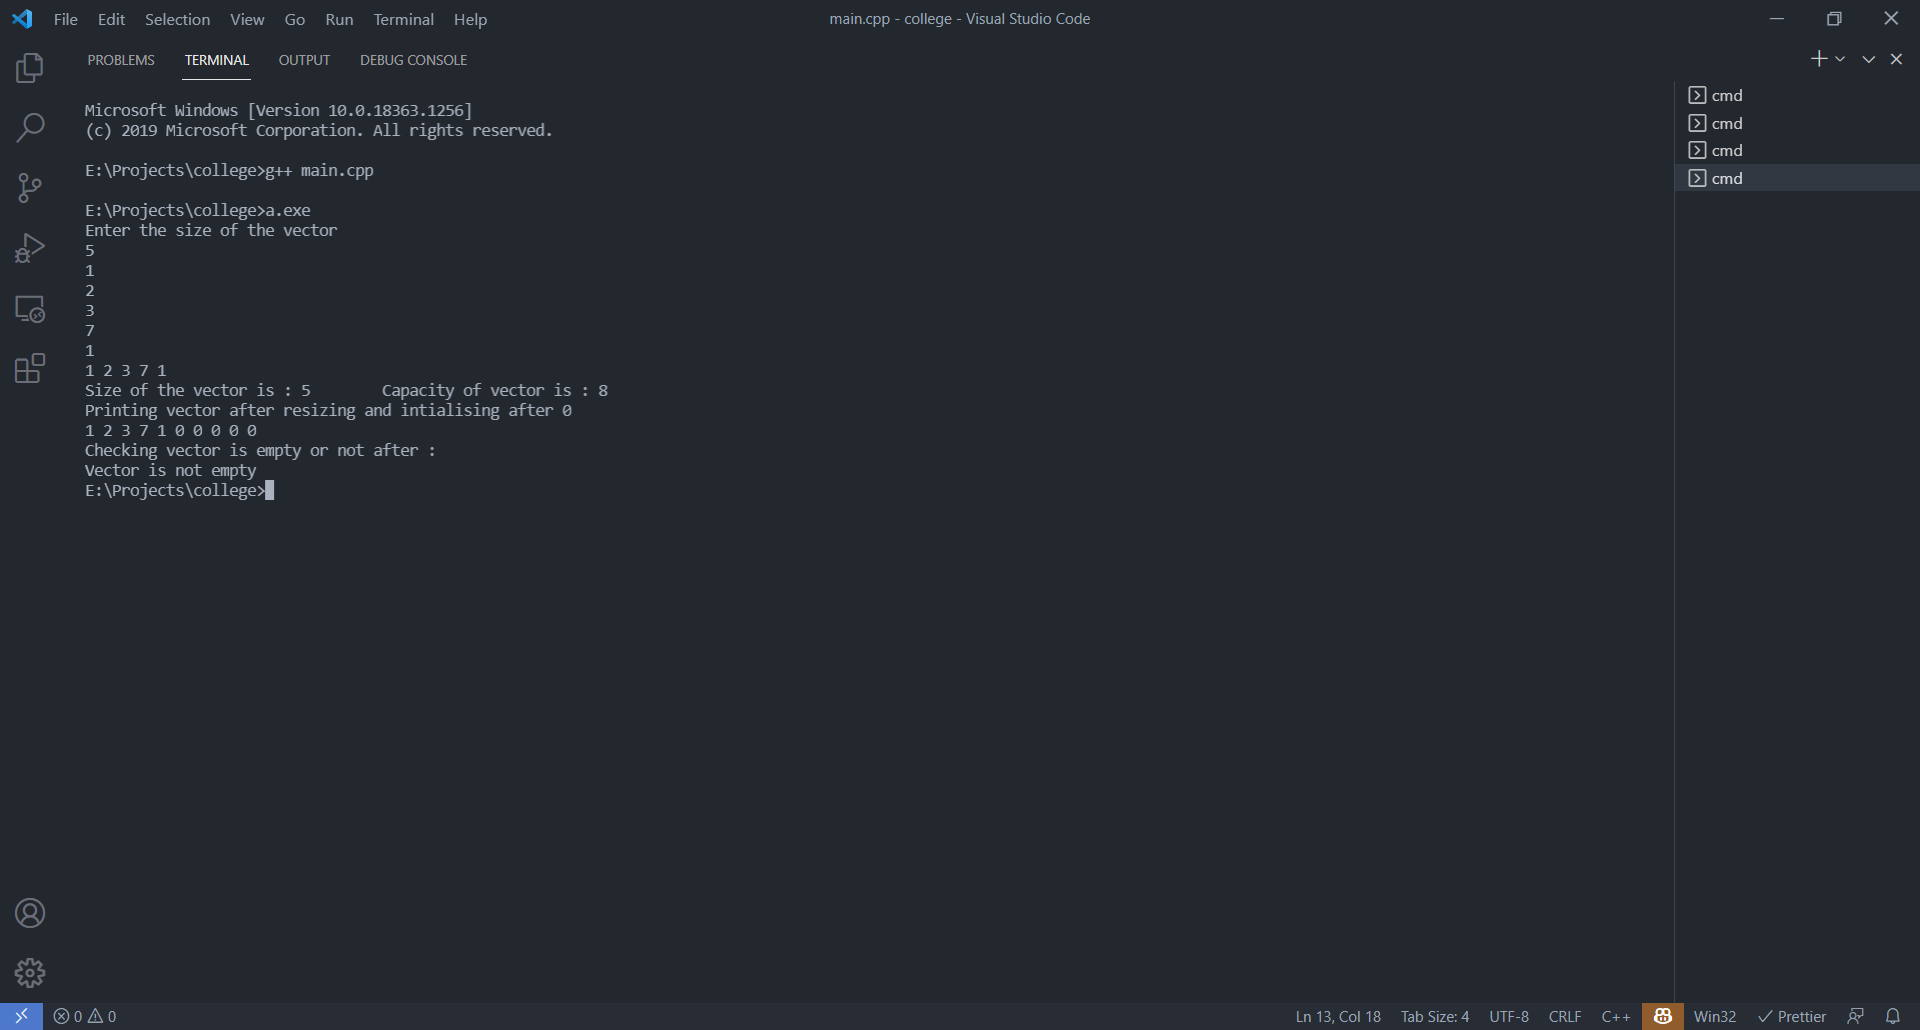 File Edit Selection View Go Run Terminal Help
main.cpp - college - Visual Studio Code
PROBLEMS TERMINAL OUTPUT DEBUG CONSOLE
Microsoft Windows [Version 10.0.18363.1256]
(c) 2019 Microsoft Corporation. All rights reserved.
E:\Projects\college>g++ main.cpp
E:\Projects\college>a.exe
Enter the size of the vector
5
1
2
3
7
1
1 2 3 7 1
Size of the vector is : 5 Capacity of vector is : 8
Printing vector after resizing and intialising after 0
1 2 3 7 1 0 0 0 0 0
Checking vector is empty or not after :
Vector is not empty
E:\Projects\college>
cmd
cmd
cmd
cmd
0 0
Ln 13, Col 18 Tab Size: 4 UTF-8 CRLF C++ Win32 Prettier